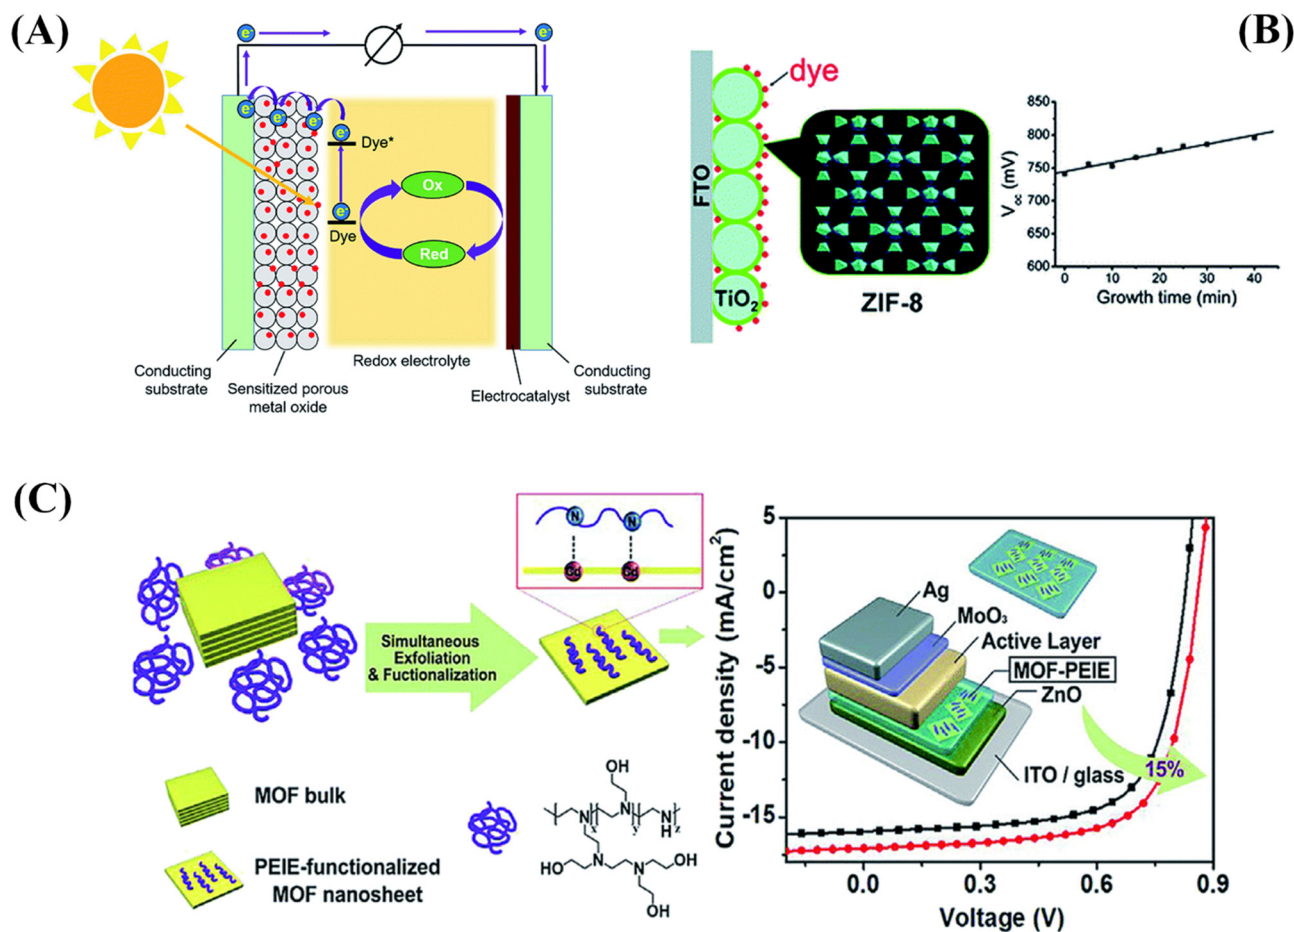 (A)
(B)
e⁻
e⁻
e⁻
e⁻
e⁻
e⁻
Dye*
e⁻
Dye
Ox
Red
Conducting
substrate
Sensitized porous
metal oxide
Redox electrolyte
Electrocatalyst
Conducting
substrate
FTO
dye
TiO₂
ZIF-8
Voc (mV)
850
800
750
700
650
600
0
10
20
30
40
Growth time (min)
(C)
N
N
Cd
Cd
Simultaneous
Exfoliation
& Fuctionalization
MOF bulk
PEIE-functionalized
MOF nanosheet
OH
N
x
N
y
N
H
z
N
HO
N
OH
OH
Current density (mA/cm²)
5
0
-5
-10
-15
Ag
MoO₃
Active Layer
MOF-PEIE
ZnO
ITO / glass
15%
0.0
0.3
0.6
0.9
Voltage (V)